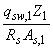 q_{sw,1} Z_1
R_s A_{s,1}